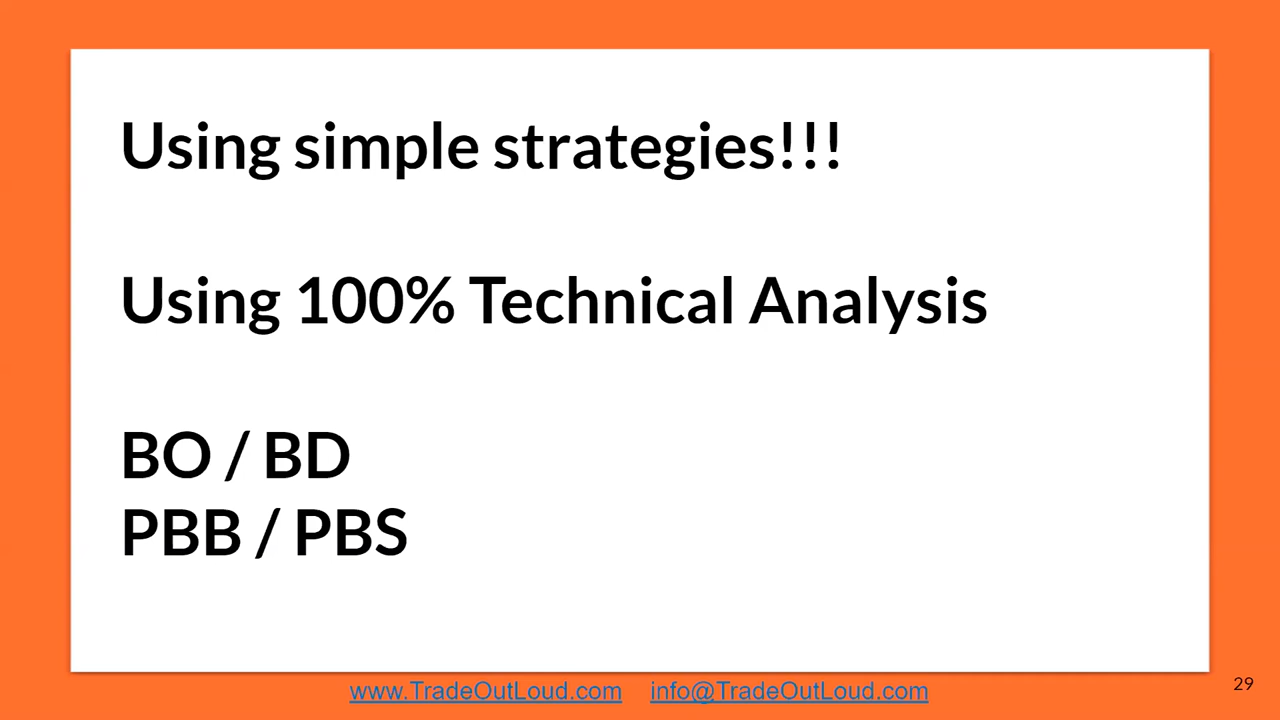 Using simple strategies!!!
Using 100% Technical Analysis
BO / BD
PBB / PBS
www.TradeOutLoud.com info@TradeOutLoud.com
29